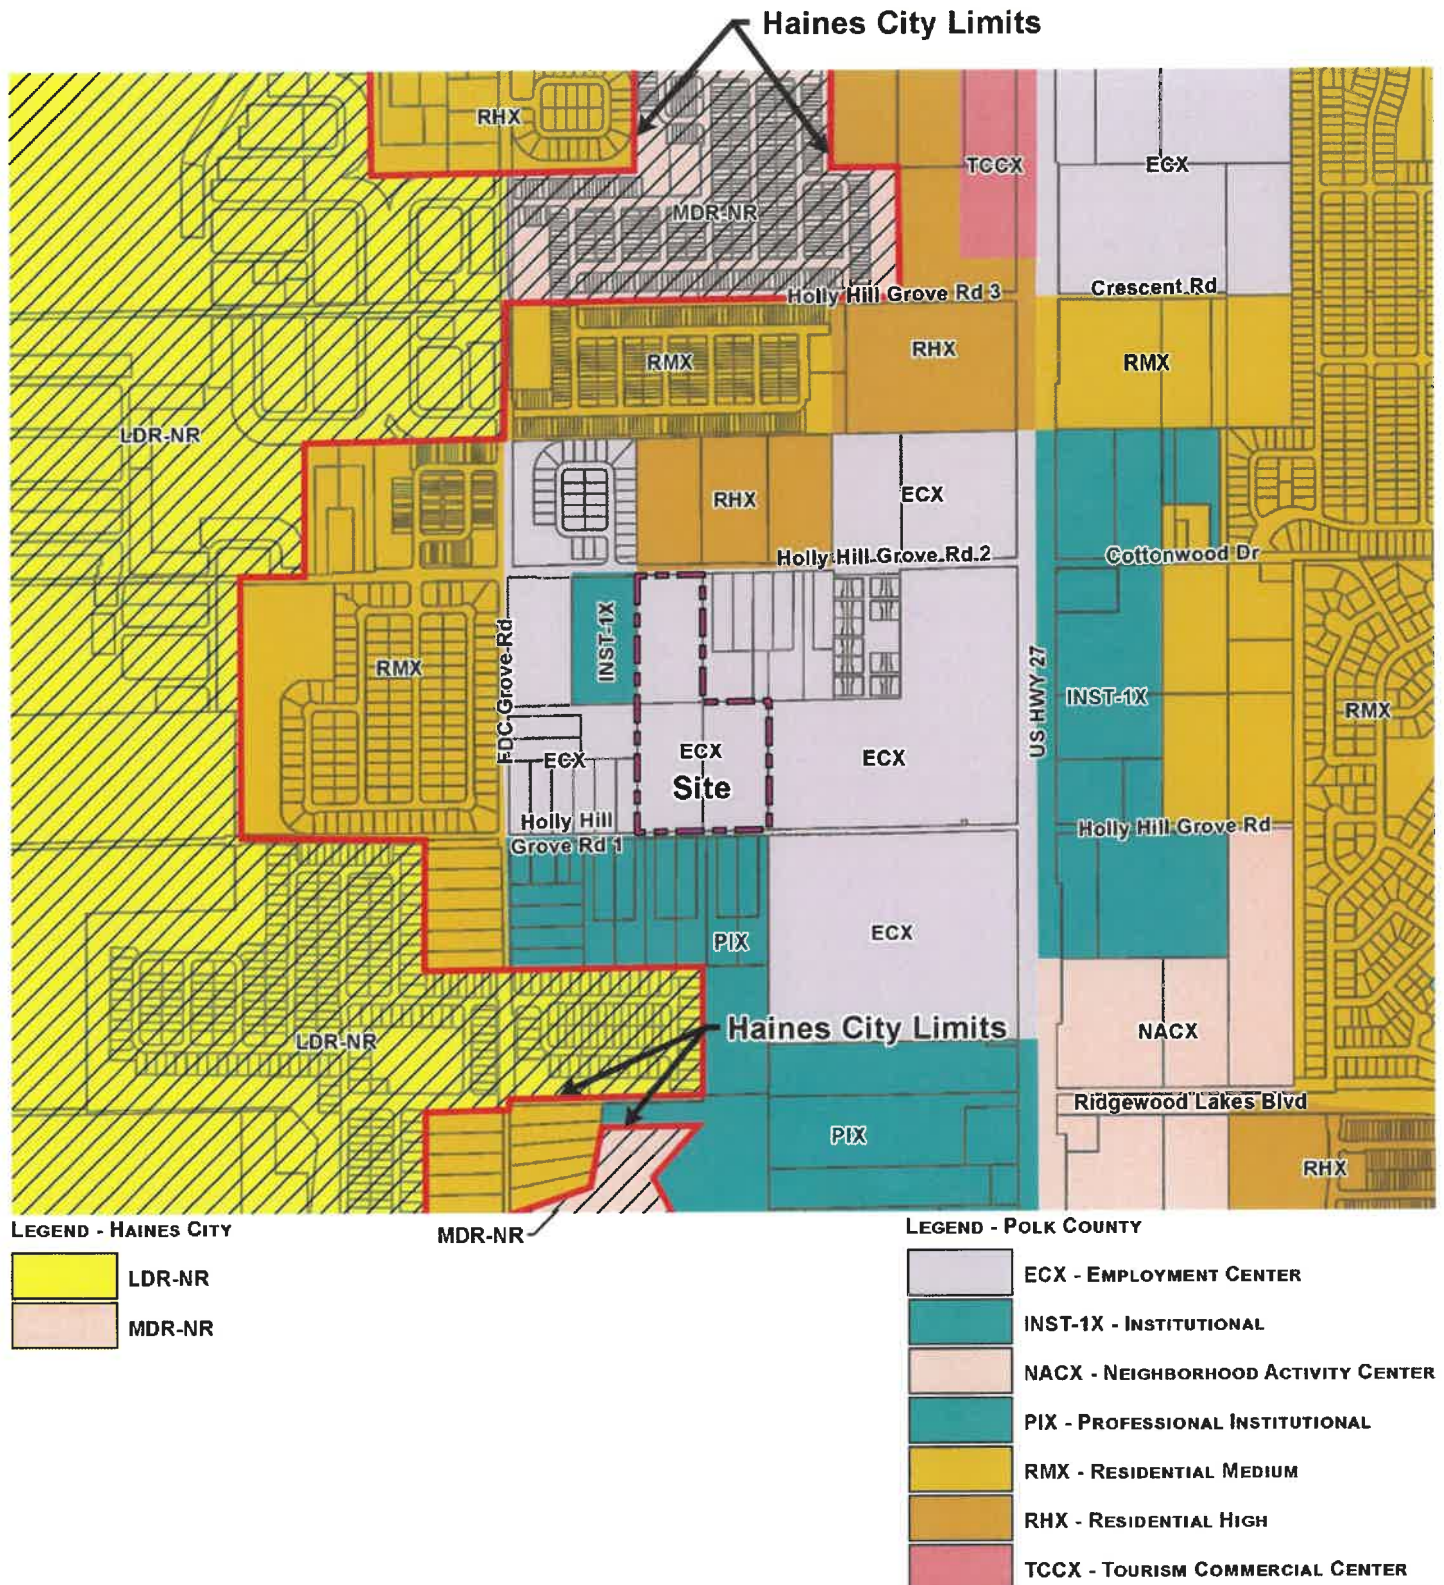 Haines City Limits
RHX
TCCX
ECX
MDR-NR
Holly Hill Grove Rd 3
Crescent Rd
RMX
RHX
RMX
LDR-NR
RHX
ECX
Holly Hill Grove Rd 2
Cottonwood Dr
INST-1X
FDC Grove Rd
RMX
US HWY 27
INST-1X
RMX
ECX
ECX
ECX
Site
Holly Hill
Grove Rd 1
Holly Hill Grove Rd
PIX
ECX
Haines City Limits
NACX
LDR-NR
Ridgewood Lakes Blvd
PIX
RHX
MDR-NR
LEGEND - HAINES CITY
LDR-NR
MDR-NR
LEGEND - POLK COUNTY
ECX - EMPLOYMENT CENTER
INST-1X - INSTITUTIONAL
NACX - NEIGHBORHOOD ACTIVITY CENTER
PIX - PROFESSIONAL INSTITUTIONAL
RMX - RESIDENTIAL MEDIUM
RHX - RESIDENTIAL HIGH
TCCX - TOURISM COMMERCIAL CENTER